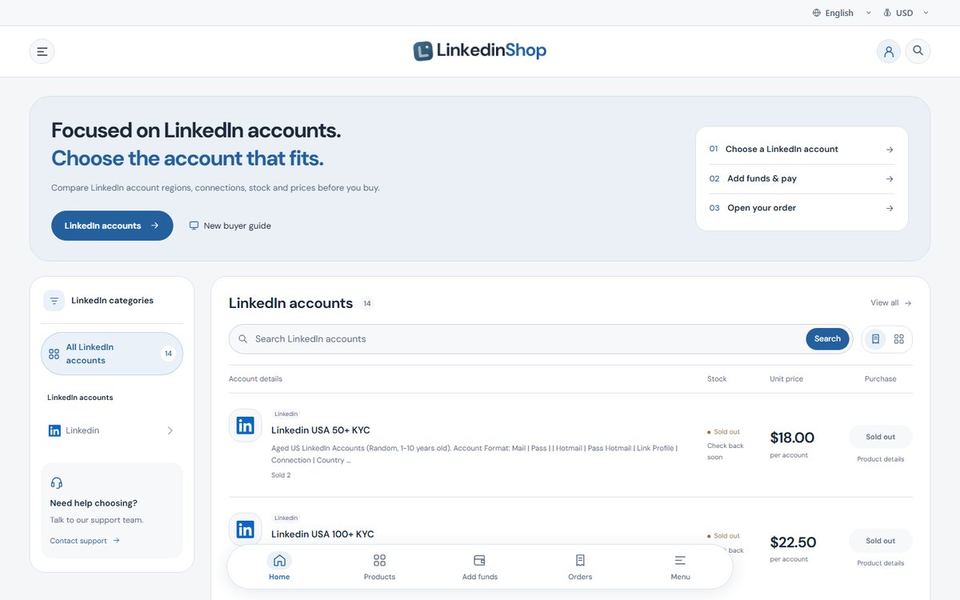 English
USD
LinkedinShop
Focused on LinkedIn accounts.
Choose the account that fits.
Compare LinkedIn account regions, connections, stock and prices before you buy.
LinkedIn accounts
New buyer guide
01 Choose a LinkedIn account
02 Add funds & pay
03 Open your order
LinkedIn categories
All LinkedIn
accounts
14
LinkedIn accounts
Linkedin
Need help choosing?
Talk to our support team.
Contact support
LinkedIn accounts 14
View all
Search LinkedIn accounts
Search
Account details
Stock
Unit price
Purchase
Linkedin
Linkedin USA 50+ KYC
Aged US LinkedIn Accounts (Random, 1-10 years old). Account Format: Mail | Pass | | Hotmail | Pass Hotmail | Link Profile |
Connection | Country ...
Sold 2
Sold out
Check back
soon
$18.00
per account
Sold out
Product details
Linkedin
Linkedin USA 100+ KYC
Sold out
back
$22.50
per account
Sold out
Product details
Home
Products
Add funds
Orders
Menu